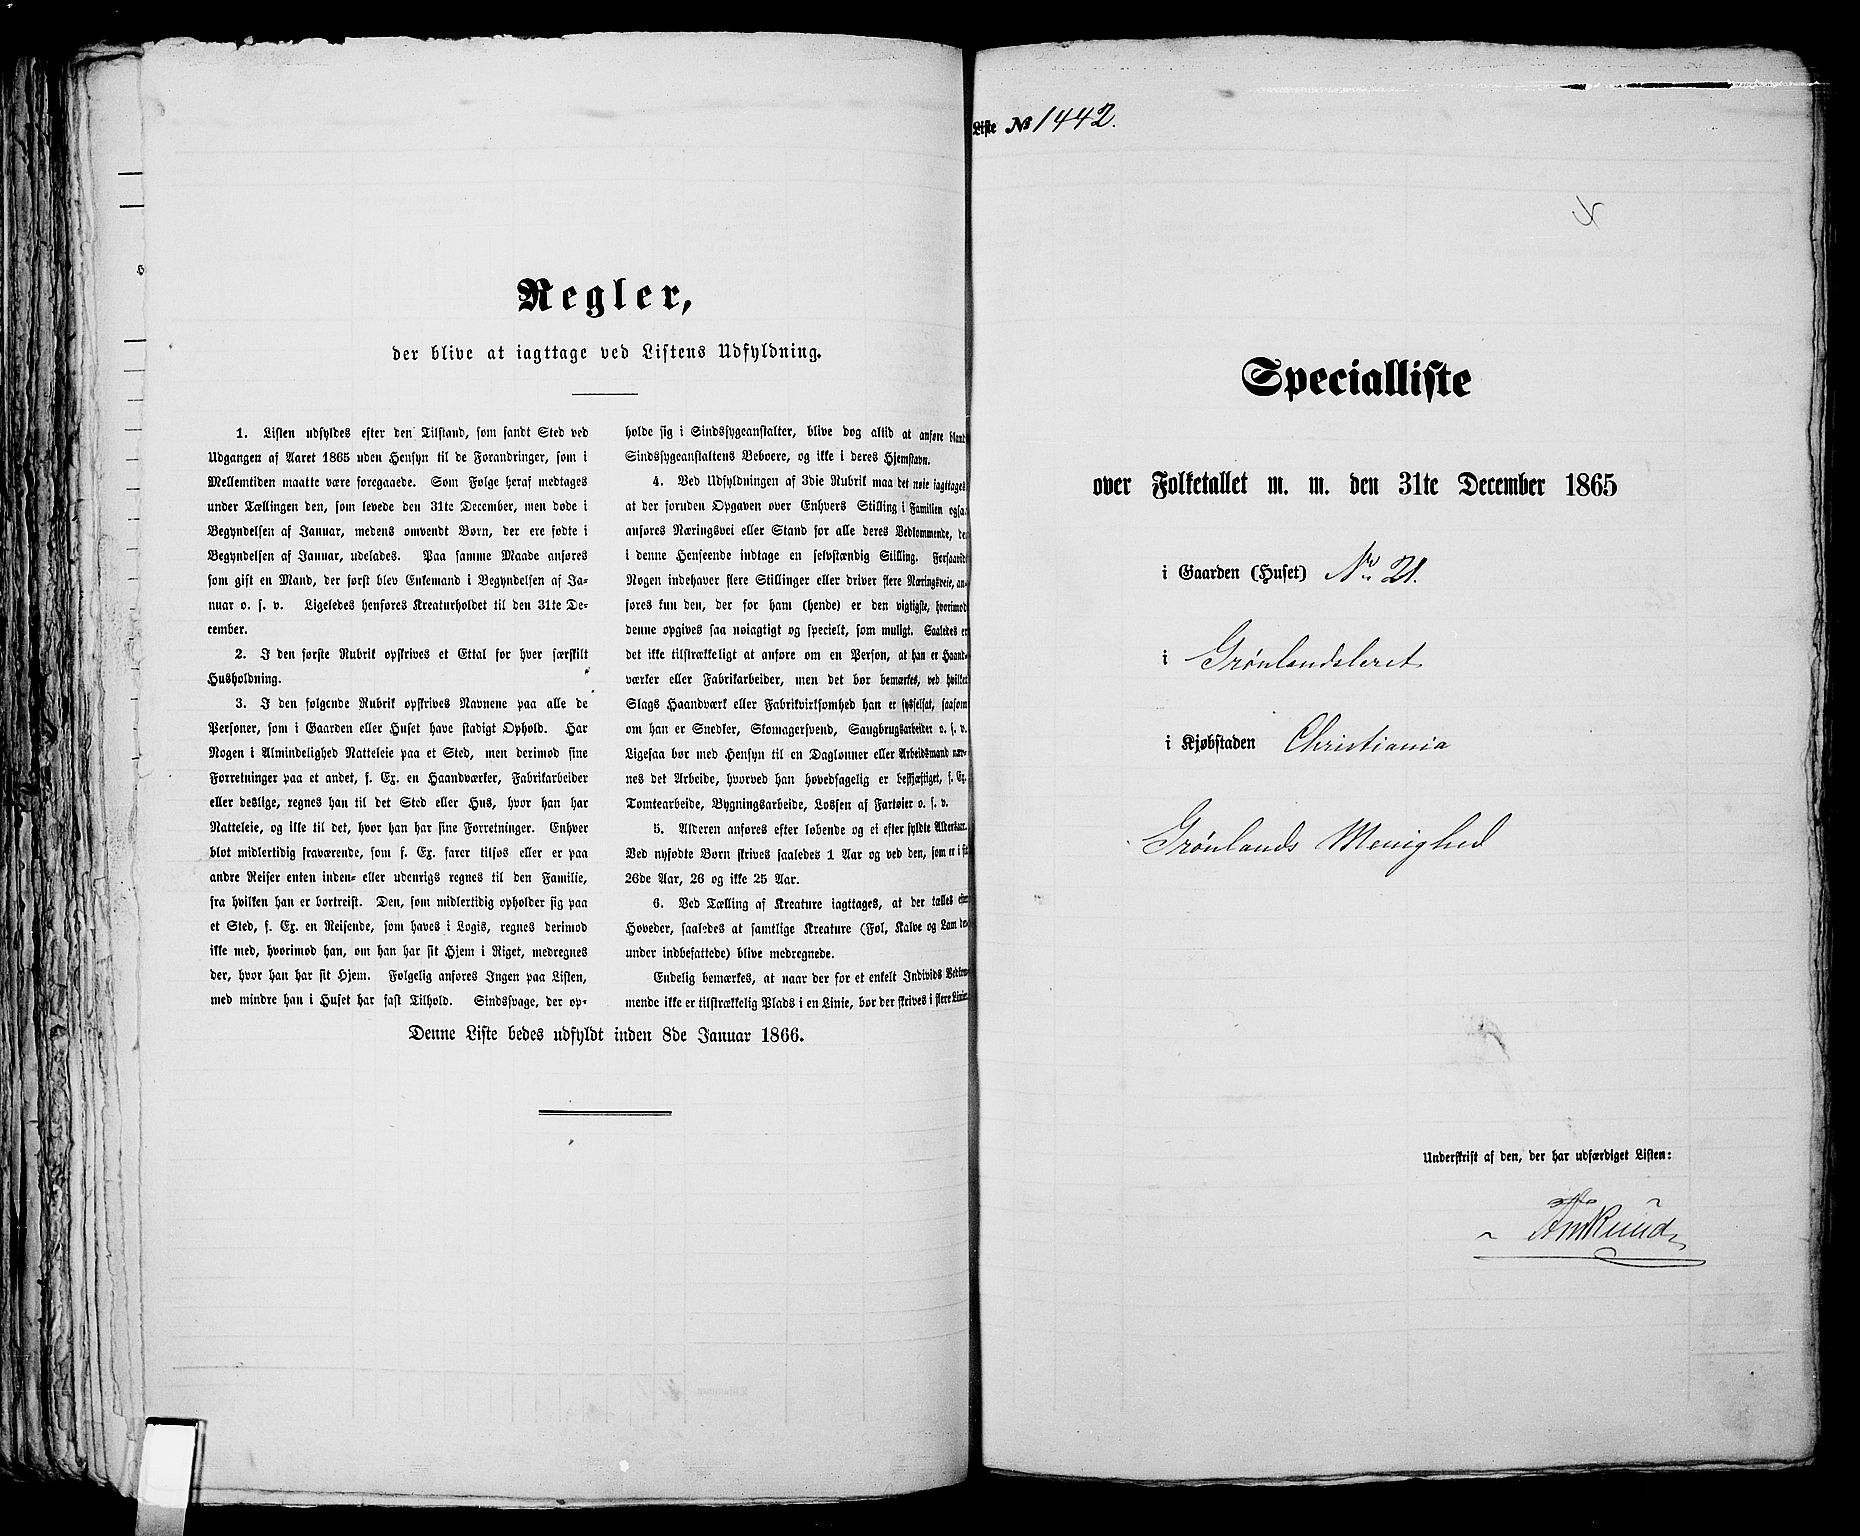 Regler,
der blive at iagttage ved Listens Udfyldning.
1. Listen udfyldes efter den Tilstand, som fandt Sted ved
Udgangen af Aaret 1865 uden Hensyn til de Forandringer, som i
Mellemtiden maatte være foregaaede. Som Følge heraf medtages
under Tællingen den, som levede den 31te December, men døde i
Begyndelsen af Januar, medens omvendt Børn, der ere fødte i
Begyndelsen af Januar, udelades. Paa samme Maade anføres
som gift en Mand, der først blev Enkemand i Begyndelsen af Ja-
nuar o. s. v. Ligeledes henføres Kreaturholdet til den 31te De-
cember.
2. I den første Rubrik opskrives et Ettal for hver særskilt
Husholdning.
3. I den følgende Rubrik opskrives Navnene paa alle de
Personer, som i Gaarden eller Huset have stadigt Ophold. Har
Nogen i Almindelighed Natteleie paa et Sted, men derimod sine
Forretninger paa et andet, f. Ex. en Haandværker, Fabrikarbeider
eller deslige, regnes han til det Sted eller Hus, hvor han har
Natteleie, og ikke til det, hvor han har sine Forretninger. Enhver
blot midlertidig fraværende, som f. Ex. farer tilsøs eller er paa
andre Reiser enten inden- eller udenrigs regnes til den Familie,
fra hvilken han er bortreist. Den, som midlertidig opholder sig paa
et Sted, f. Ex. en Reisende, som haves i Logis, regnes derimod
ikke med, hvorimod han, om han har sit Hjem i Riget, medregnes
der, hvor han har sit Hjem. Følgelig anføres Ingen paa Listen,
med mindre han i Huset har fast Tilhold. Sindssvage, der op-
holde sig i Sindssygeanstalter, blive dog altid at anføre bland
Sindssygeanstaltens Beboere, og ikke i deres Hjemstavn.
4. Ved Udfyldningen af 3die Rubrik maa det nøie iagttages
at der foruden Opgaven over Enhvers Stilling i Familien ogsaa
anføres Næringsvei eller Stand for alle deres Vedkommende, de
i denne Henseende indtage en selvstændig Stilling. Forsaavidt
Nogen indehaver flere Stillinger eller driver flere Næringsveie, an-
føres kun den, der for ham (hende) er den vigtigste, hvorimod
denne opgives saa nøiagtigt og specielt, som muligt. Saaledes er
det ikke tilstrækkeligt at anføre om en Person, at han er Haand-
værker eller Fabrikarbeider, men det bør bemærkes, ved hvilket
Slags Haandværk eller Fabrikvirksomhed han er sysselsat, saasom
om han er Snedker, Skomagersvend, Saugbrugsarbeider o. s. v.
Ligesaa bør med Hensyn til en Daglønner eller Arbeidsmand næv-
nes det Arbeide, hvorved han hovedsagelig er beskjæftiget, f. Ex.
Tomtearbeide, Bygningsarbeide, Lossen af Fartøier o. s. v.
5. Alderen anføres efter løbende og ei efter fyldte Aldersaar.
Ved nyfødte Børn skrives saaledes 1 Aar og ved den, som er i sit
26de Aar, 26 og ikke 25 Aar.
6. Ved Tælling af Kreature iagttages, at der tælles efter
Hoveder, saaledes at samtlige Kreature (Føl, Kalve og Lam der-
under indbefattede) blive medregnede.
Endelig bemærkes, at naar der for et enkelt Individs Vedkom-
mende ikke er tilstrækkelig Plads i en Linie, bør der skrives i flere Linier.
Denne Liste bedes udfyldt inden 8de Januar 1866.
Liste № 1442.
Specialliste
over Folketallet m. m. den 31te December 1865
i Gaarden (Huset) No 21.
i Grønlandsleret
i Kjøbstaden Christiania
Grønlands Menighed
Underskrift af den, der har udfærdiget Listen: